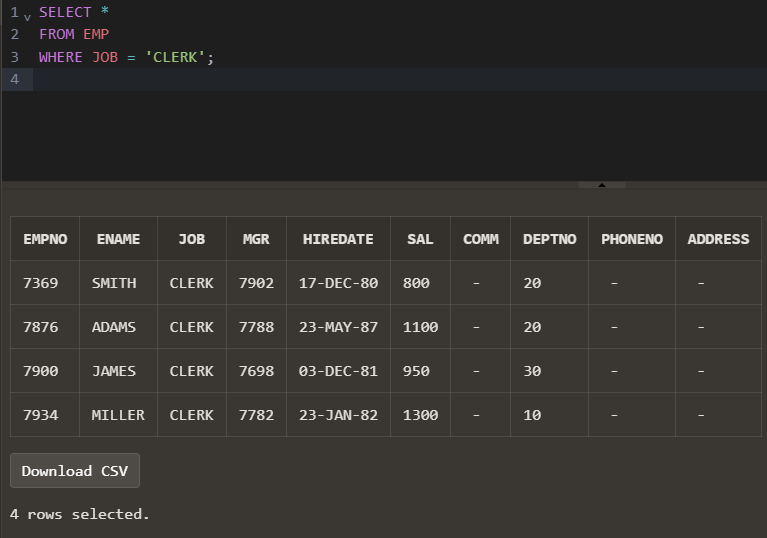 1 v SELECT *
2 FROM EMP
3 WHERE JOB = 'CLERK';
4
EMPNO ENAME JOB MGR HIREDATE SAL COMM DEPTNO PHONENO ADDRESS
7369 SMITH CLERK 7902 17-DEC-80 800 - 20 - -
7876 ADAMS CLERK 7788 23-MAY-87 1100 - 20 - -
7900 JAMES CLERK 7698 03-DEC-81 950 - 30 - -
7934 MILLER CLERK 7782 23-JAN-82 1300 - 10 - -
Download CSV
4 rows selected.